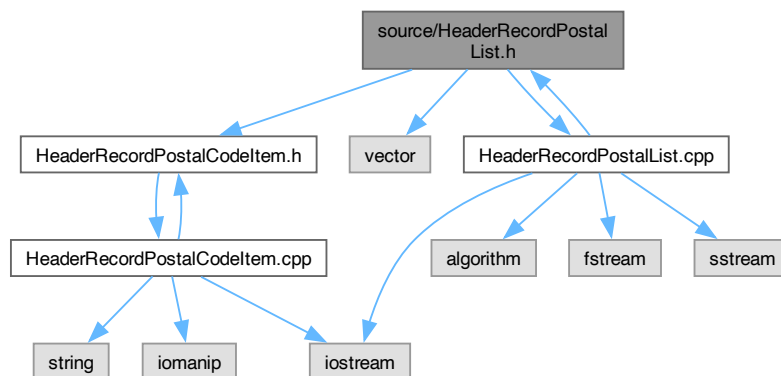 source/HeaderRecordPostal
List.h
HeaderRecordPostalCodeItem.h
vector
HeaderRecordPostalList.cpp
HeaderRecordPostalCodeItem.cpp
algorithm
fstream
sstream
string
iomanip
iostream